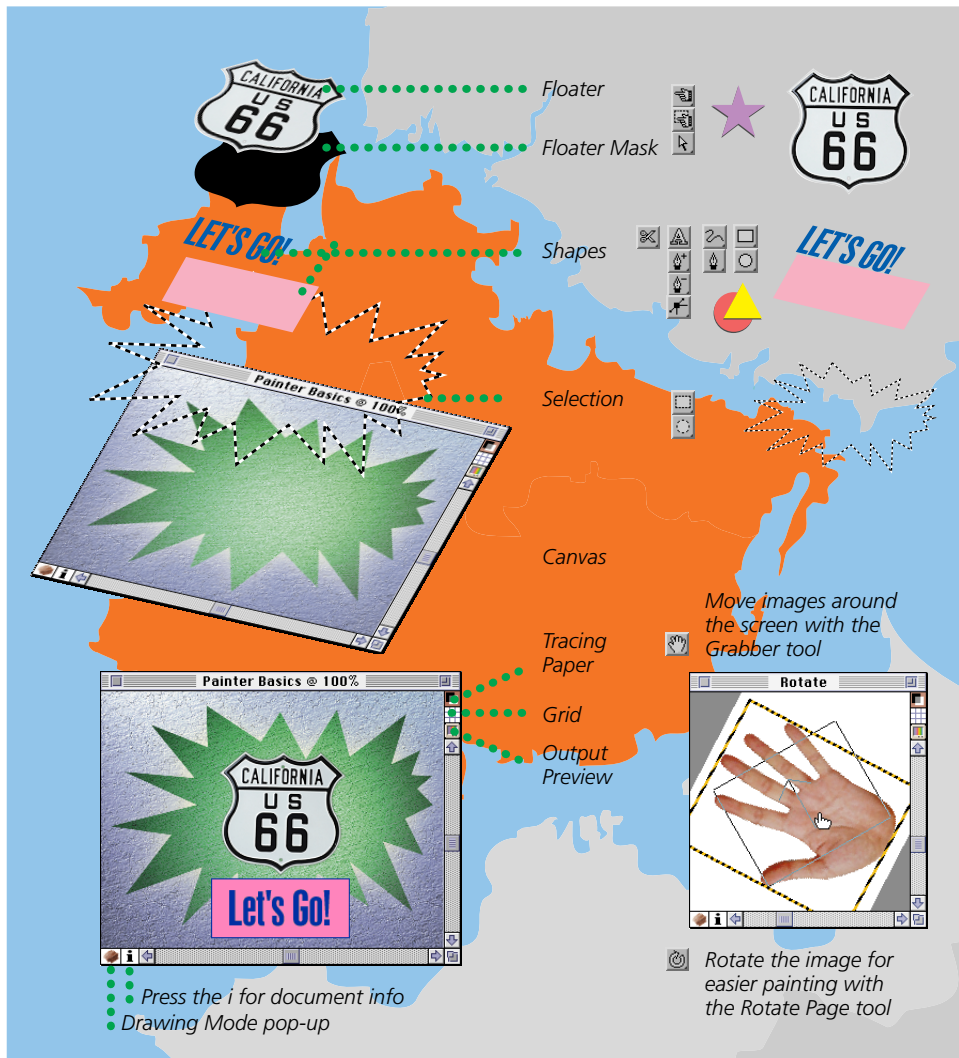 CALIFORNIA
US
66
Floater
Floater Mask
CALIFORNIA
US
66
LET'S GO!
Shapes
A
LET'S GO!
Painter Basics @ 100%
Selection
i
Canvas
Tracing
Paper
Grid
Output
Preview
Move images around
the screen with the
Grabber tool
Painter Basics @ 100%
CALIFORNIA
US
66
Let's Go!
i
Press the i for document info
Drawing Mode pop-up
Rotate
i
Rotate the image for
easier painting with
the Rotate Page tool